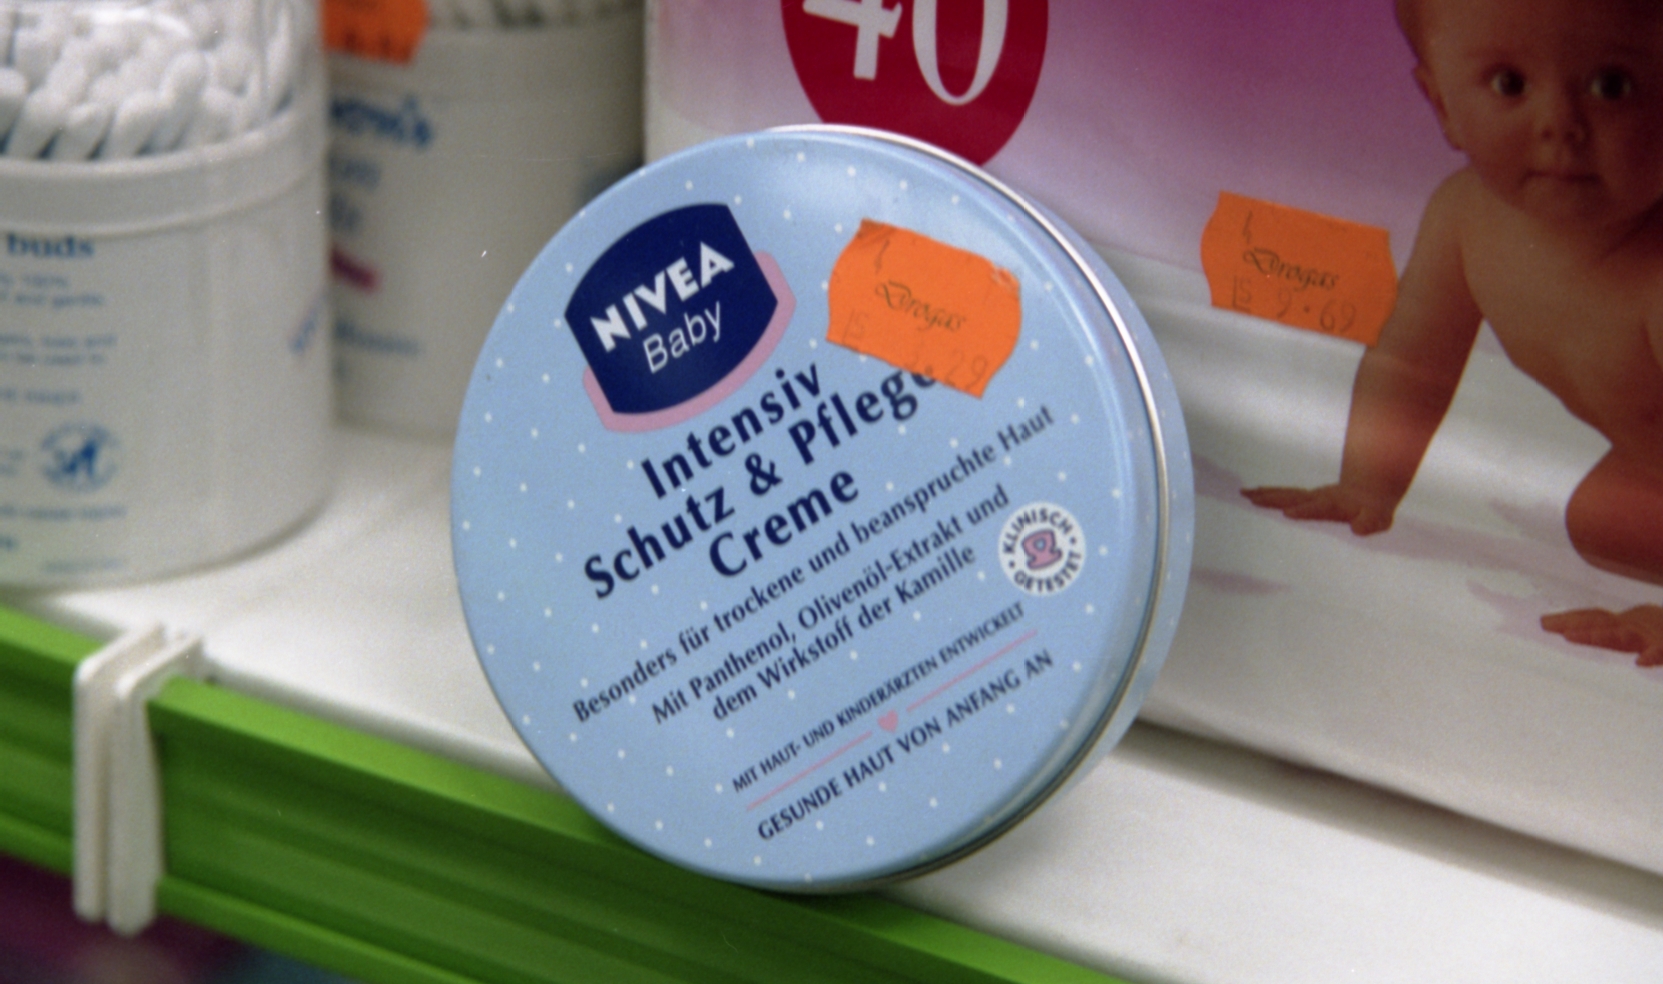 40
NIVEA
Baby
Drogas
Intensiv
Schutz & Pflege
Creme
Besonders für trockene und beanspruchte Haut
Mit Panthenol, Olivenöl-Extrakt und
dem Wirkstoff der Kamille
KLINISCH
GETESTET
MIT HAUT- UND KINDERÄRZTEN ENTWICKELT
GESUNDE HAUT VON ANFANG AN
Drogas
15 9.69
buds